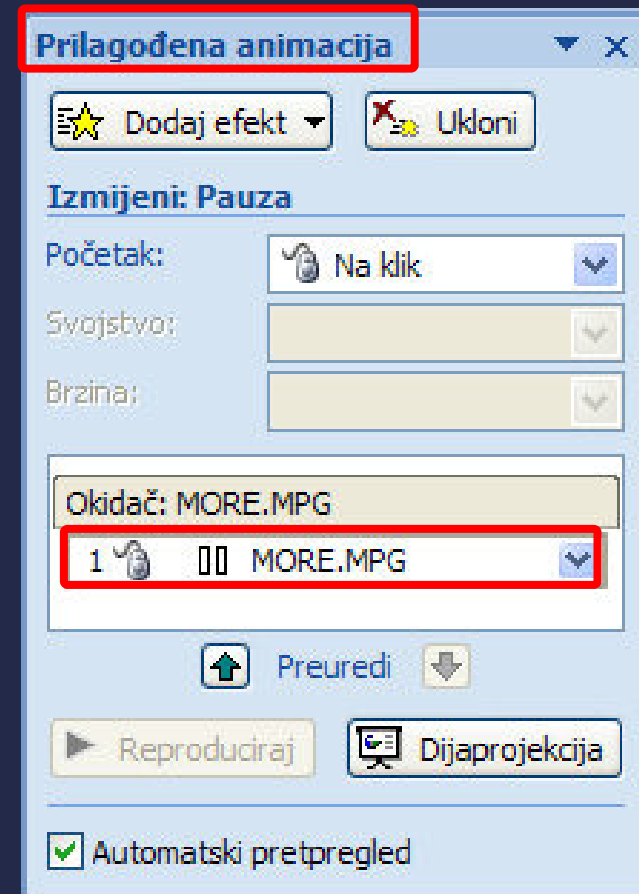 Prilagođena animacija
Dodaj efekt Ukloni
Izmijeni: Pauza
Početak: Na klik
Svojstvo:
Brzina:
Okidač: MORE.MPG
1 MORE.MPG
Preuredi
Reproduciraj Dijaprojekcija
Automatski pretpregled